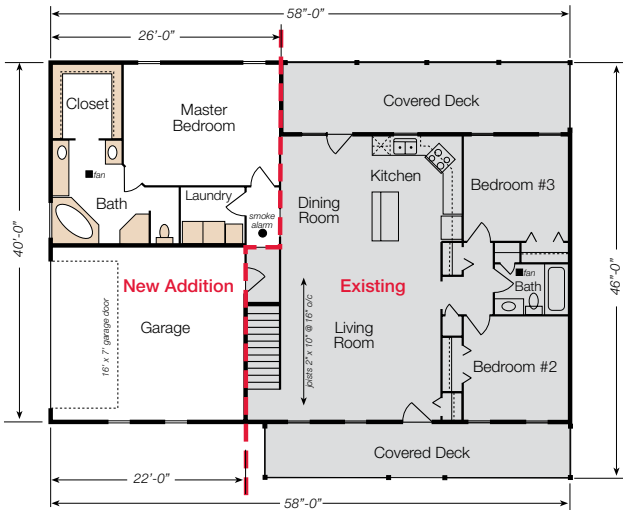 58"-0"
26'-0"
Closet
Master
Bedroom
Covered Deck
fan
Bath
Laundry
smoke
alarm
Kitchen
Dining
Room
Bedroom #3
40'-0"
46"-0"
fan
Bath
New Addition
Existing
Garage
16' x 7' garage door
joists 2" x 10" @ 16" o/c
Living
Room
Bedroom #2
Covered Deck
22'-0"
58"-0"